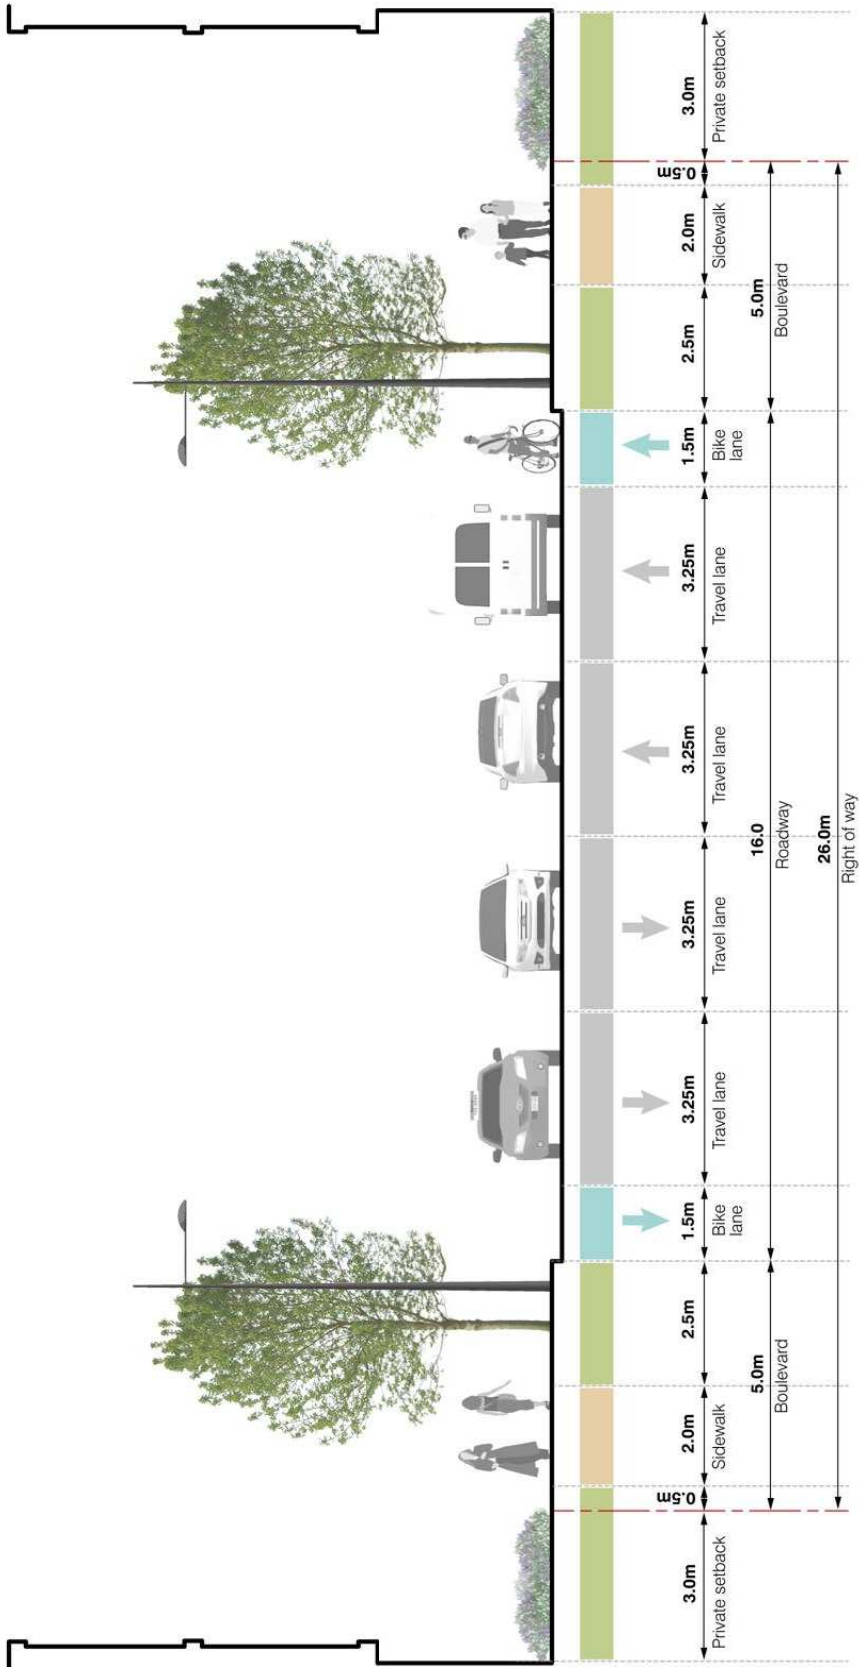 3.0m
Private setback
0.5m
2.0m
Sidewalk
2.5m
1.5m
Bike
lane
3.25m
Travel lane
3.25m
Travel lane
3.25m
Travel lane
3.25m
Travel lane
1.5m
Bike
lane
2.5m
2.0m
Sidewalk
0.5m
3.0m
Private setback
5.0m
Boulevard
16.0
Roadway
5.0m
Boulevard
26.0m
Right of way